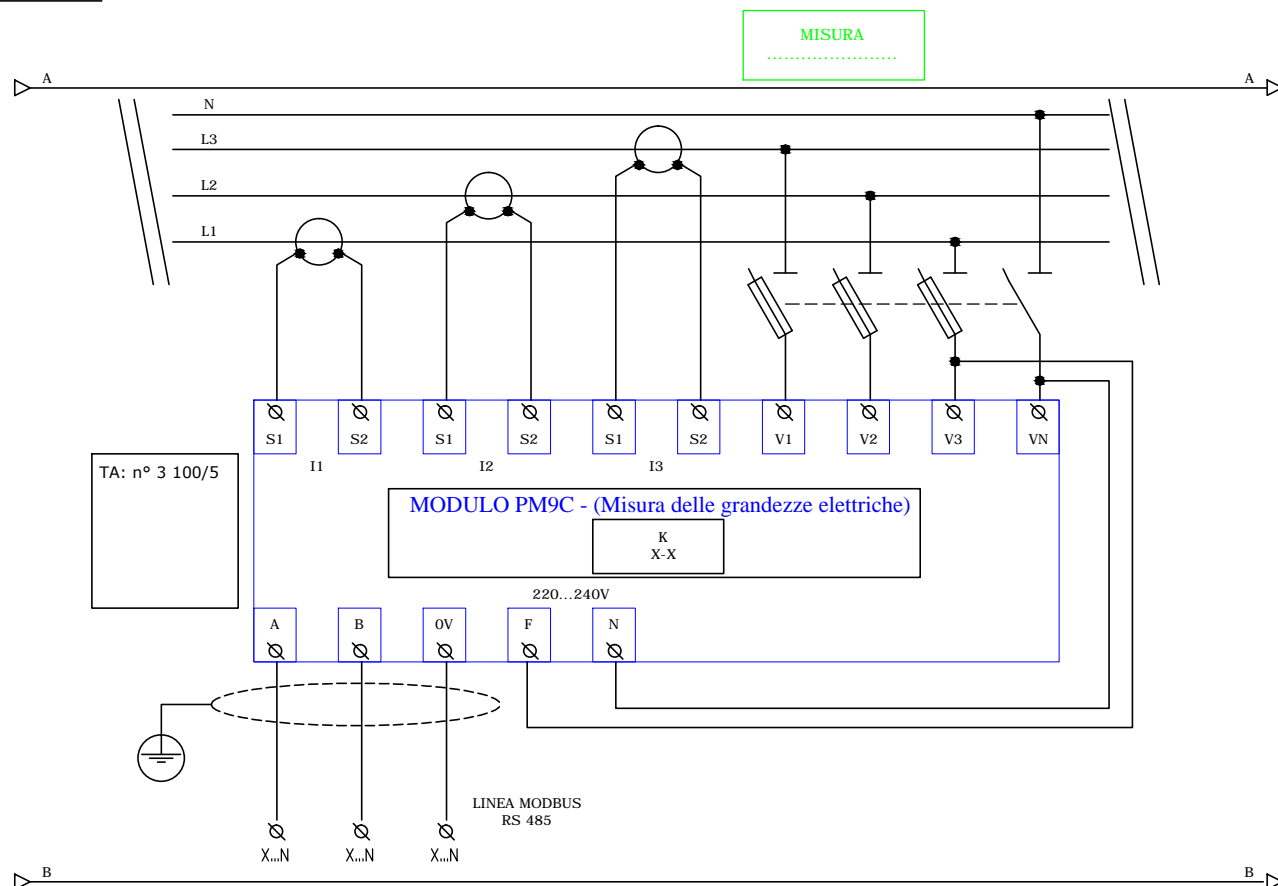 MISURA
......................
A
A
N
L3
L2
L1
S1
S2
S1
S2
S1
S2
V1
V2
V3
VN
I1
I2
I3
TA: n° 3 100/5
MODULO PM9C - (Misura delle grandezze elettriche)
K
X-X
220...240V
A
B
0V
F
N
LINEA MODBUS
RS 485
X...N
X...N
X...N
B
B